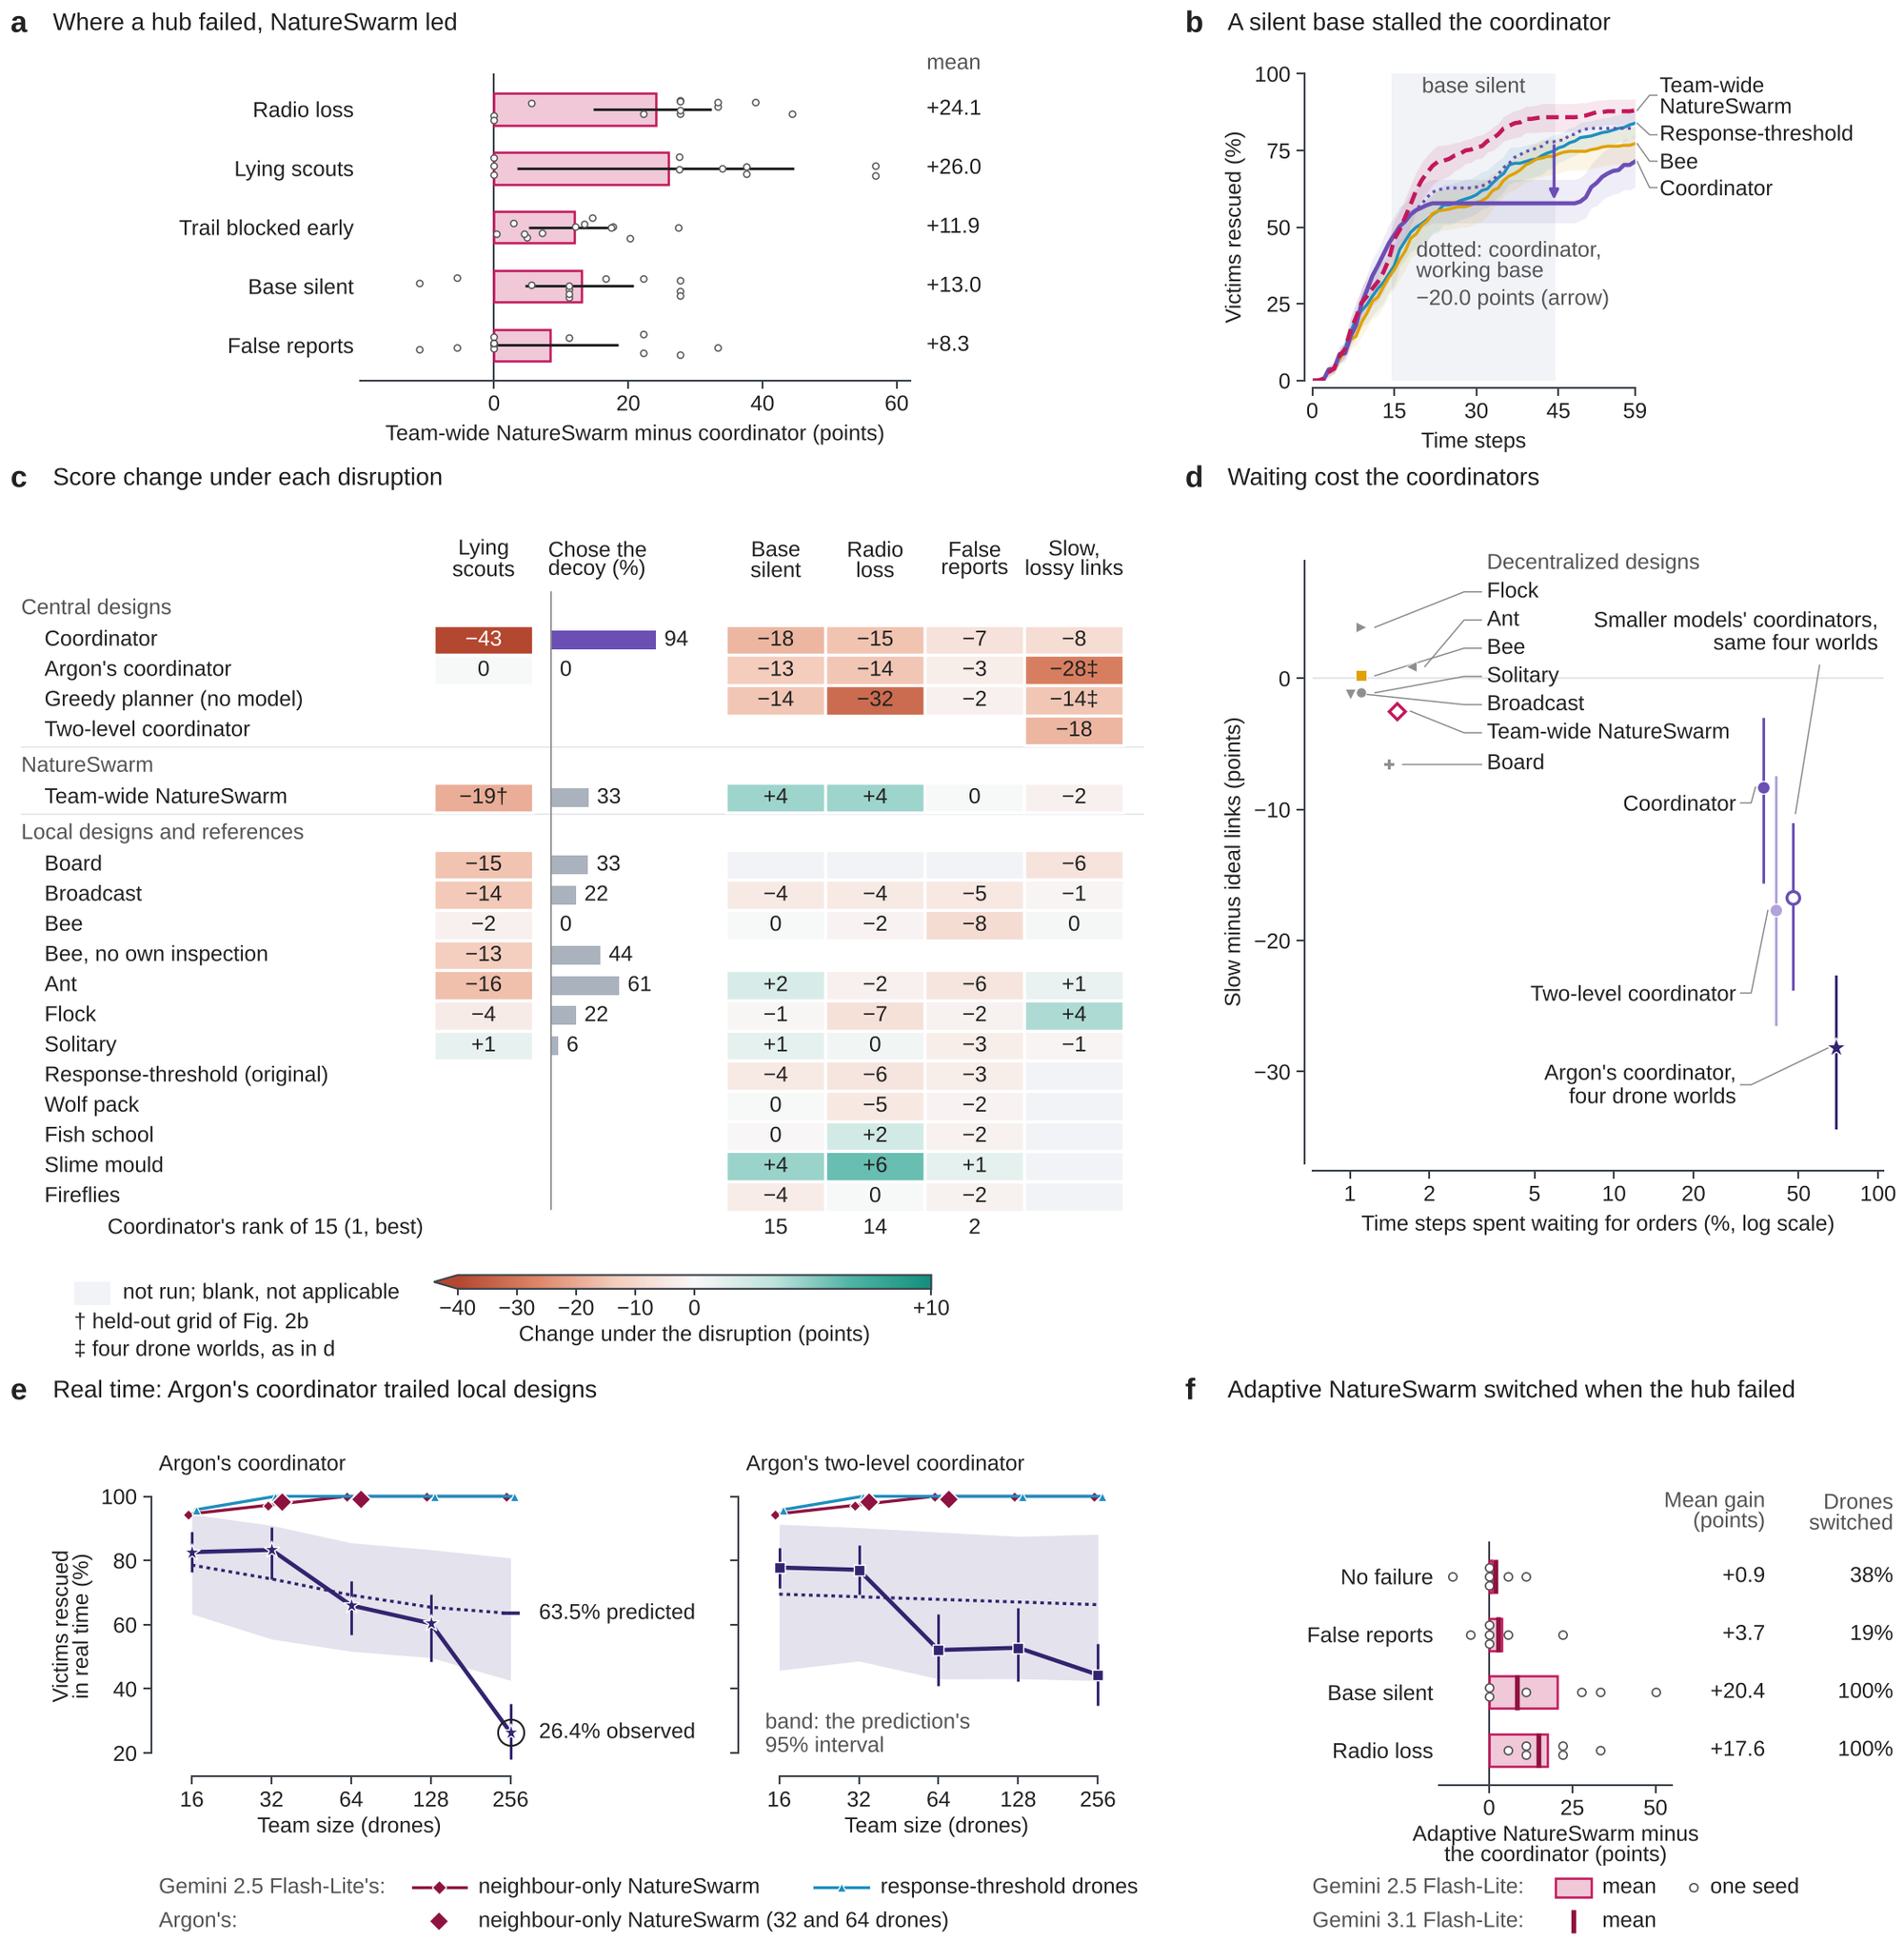 a Where a hub failed, NatureSwarm led
mean
Radio loss +24.1
Lying scouts +26.0
Trail blocked early +11.9
Base silent +13.0
False reports +8.3
0 20 40 60
Team-wide NatureSwarm minus coordinator (points)
b A silent base stalled the coordinator
100
75
50
25
0
Victims rescued (%)
base silent
Team-wide
NatureSwarm
Response-threshold
Bee
Coordinator
dotted: coordinator,
working base
−20.0 points (arrow)
0 15 30 45 59
Time steps
c Score change under each disruption
Lying
scouts
Chose the
decoy (%)
Base
silent
Radio
loss
False
reports
Slow,
lossy links
Central designs
Coordinator −43 94 −18 −15 −7 −8
Argon's coordinator 0 0 −13 −14 −3 −28‡
Greedy planner (no model) −14 −32 −2 −14‡
Two-level coordinator −18
NatureSwarm
Team-wide NatureSwarm −19† 33 +4 +4 0 −2
Local designs and references
Board −15 33 −6
Broadcast −14 22 −4 −4 −5 −1
Bee −2 0 0 −2 −8 0
Bee, no own inspection −13 44
Ant −16 61 +2 −2 −6 +1
Flock −4 22 −1 −7 −2 +4
Solitary +1 6 +1 0 −3 −1
Response-threshold (original) −4 −6 −3
Wolf pack 0 −5 −2
Fish school 0 +2 −2
Slime mould +4 +6 +1
Fireflies −4 0 −2
Coordinator's rank of 15 (1, best) 15 14 2
not run; blank, not applicable
† held-out grid of Fig. 2b
‡ four drone worlds, as in d
−40 −30 −20 −10 0 +10
Change under the disruption (points)
d Waiting cost the coordinators
Slow minus ideal links (points)
0
−10
−20
−30
Decentralized designs
Flock
Ant
Bee
Solitary
Broadcast
Team-wide NatureSwarm
Board
Smaller models' coordinators,
same four worlds
Coordinator
Two-level coordinator
Argon's coordinator,
four drone worlds
1 2 5 10 20 50 100
Time steps spent waiting for orders (%, log scale)
e Real time: Argon's coordinator trailed local designs
Argon's coordinator
Victims rescued
in real time (%)
100
80
60
40
20
63.5% predicted
26.4% observed
16 32 64 128 256
Team size (drones)
Argon's two-level coordinator
band: the prediction's
95% interval
16 32 64 128 256
Team size (drones)
Gemini 2.5 Flash-Lite's: neighbour-only NatureSwarm response-threshold drones
Argon's: neighbour-only NatureSwarm (32 and 64 drones)
f Adaptive NatureSwarm switched when the hub failed
Mean gain
(points)
Drones
switched
No failure +0.9 38%
False reports +3.7 19%
Base silent +20.4 100%
Radio loss +17.6 100%
0 25 50
Adaptive NatureSwarm minus
the coordinator (points)
Gemini 2.5 Flash-Lite: mean one seed
Gemini 3.1 Flash-Lite: mean